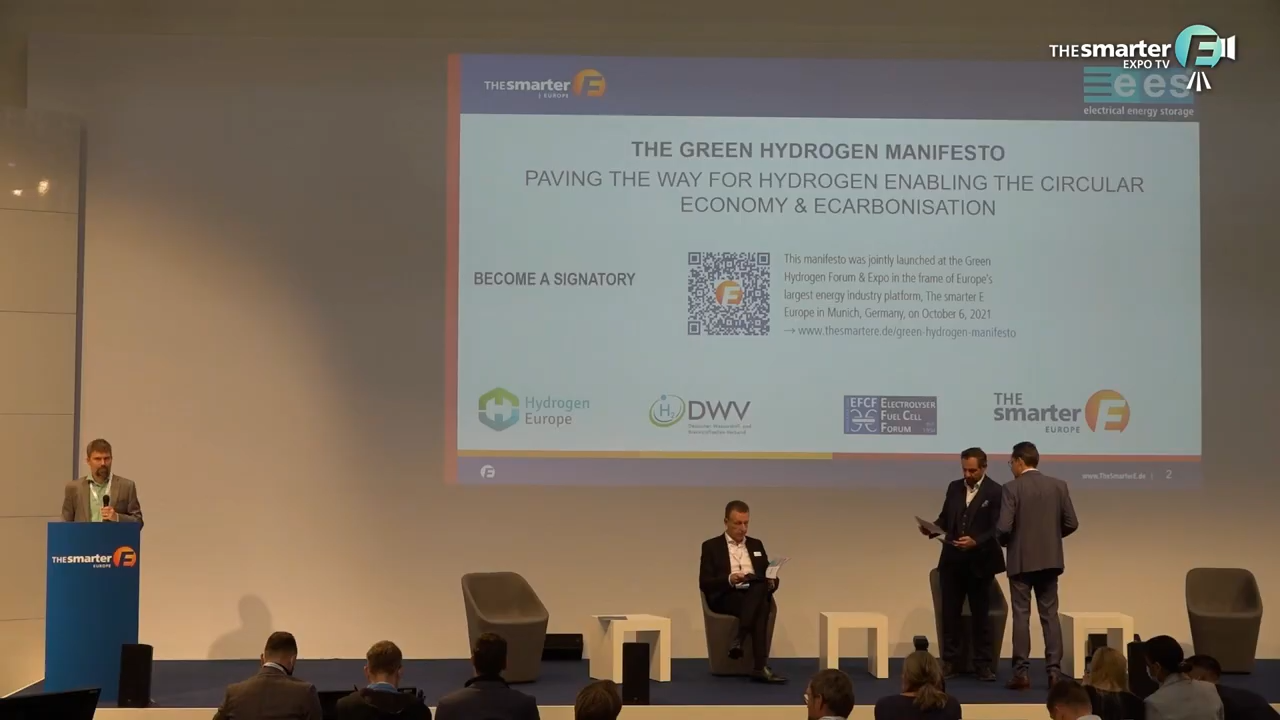 THE smarter E
EXPO TV
THE smarter E
EUROPE
ees
electrical energy storage
THE GREEN HYDROGEN MANIFESTO
PAVING THE WAY FOR HYDROGEN ENABLING THE CIRCULAR
ECONOMY & ECARBONISATION
BECOME A SIGNATORY
This manifesto was jointly launched at the Green
Hydrogen Forum & Expo in the frame of Europe's
largest energy industry platform, The smarter E
Europe in Munich, Germany, on October 6, 2021
→ www.thesmartere.de/green-hydrogen-manifesto
Hydrogen
Europe
H2 DWV
EFCF ELECTROLYSER
FUEL CELL
FORUM
THE
smarter E
EUROPE
www.TheSmarterE.de | 2
THE smarter E
EUROPE